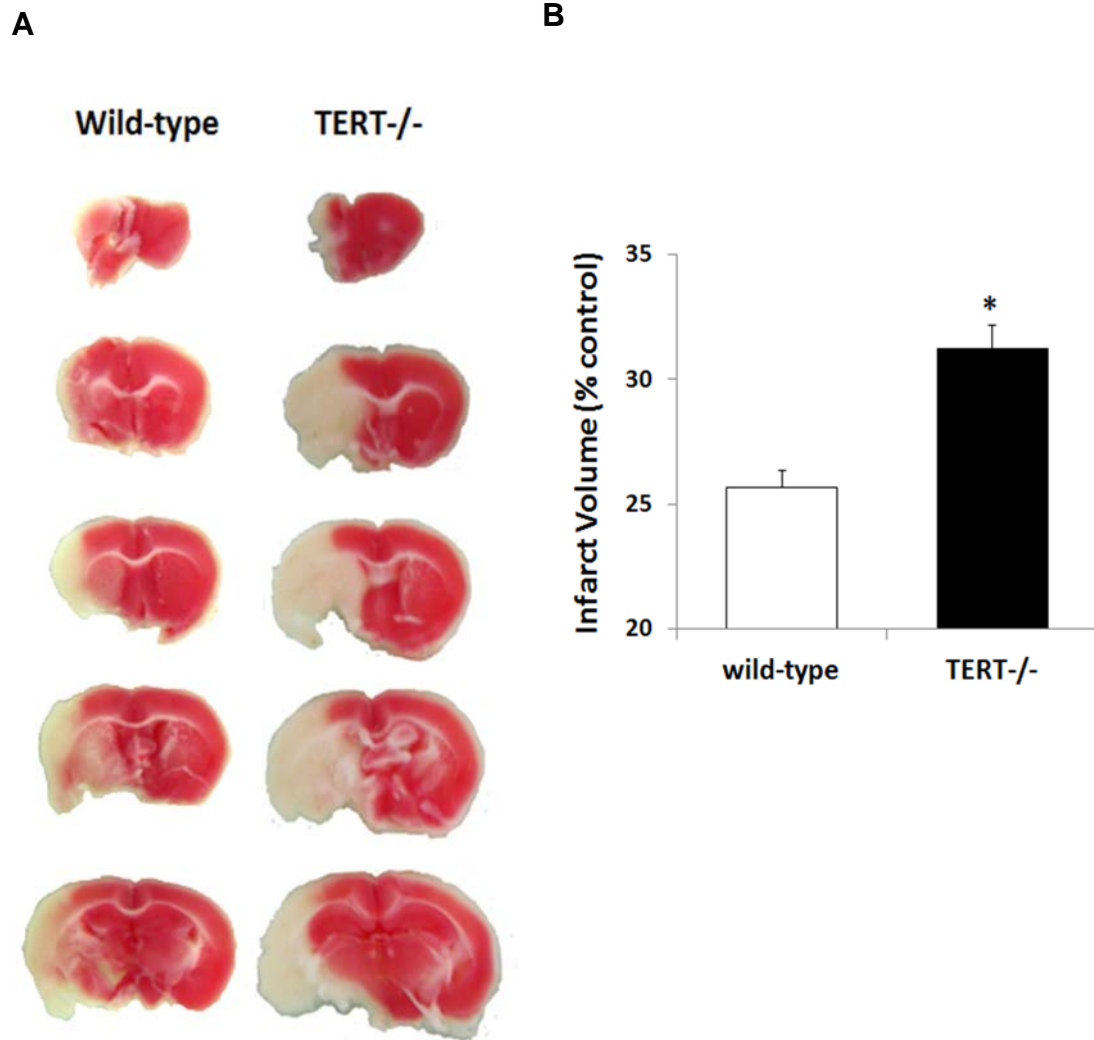 A
B
Wild-type TERT-/-
Infarct Volume (% control)
35
*
30
25
20
wild-type TERT-/-